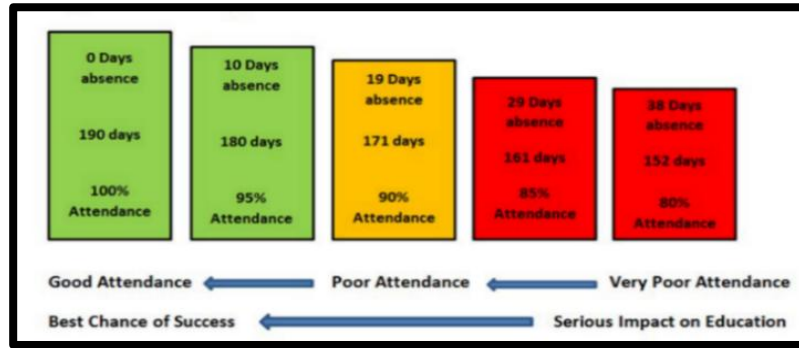 0 Days
absence
190 days
100%
Attendance
10 Days
absence
180 days
95%
Attendance
19 Days
absence
171 days
90%
Attendance
29 Days
absence
161 days
85%
Attendance
38 Days
absence
152 days
80%
Attendance
Good Attendance Poor Attendance Very Poor Attendance
Best Chance of Success Serious Impact on Education